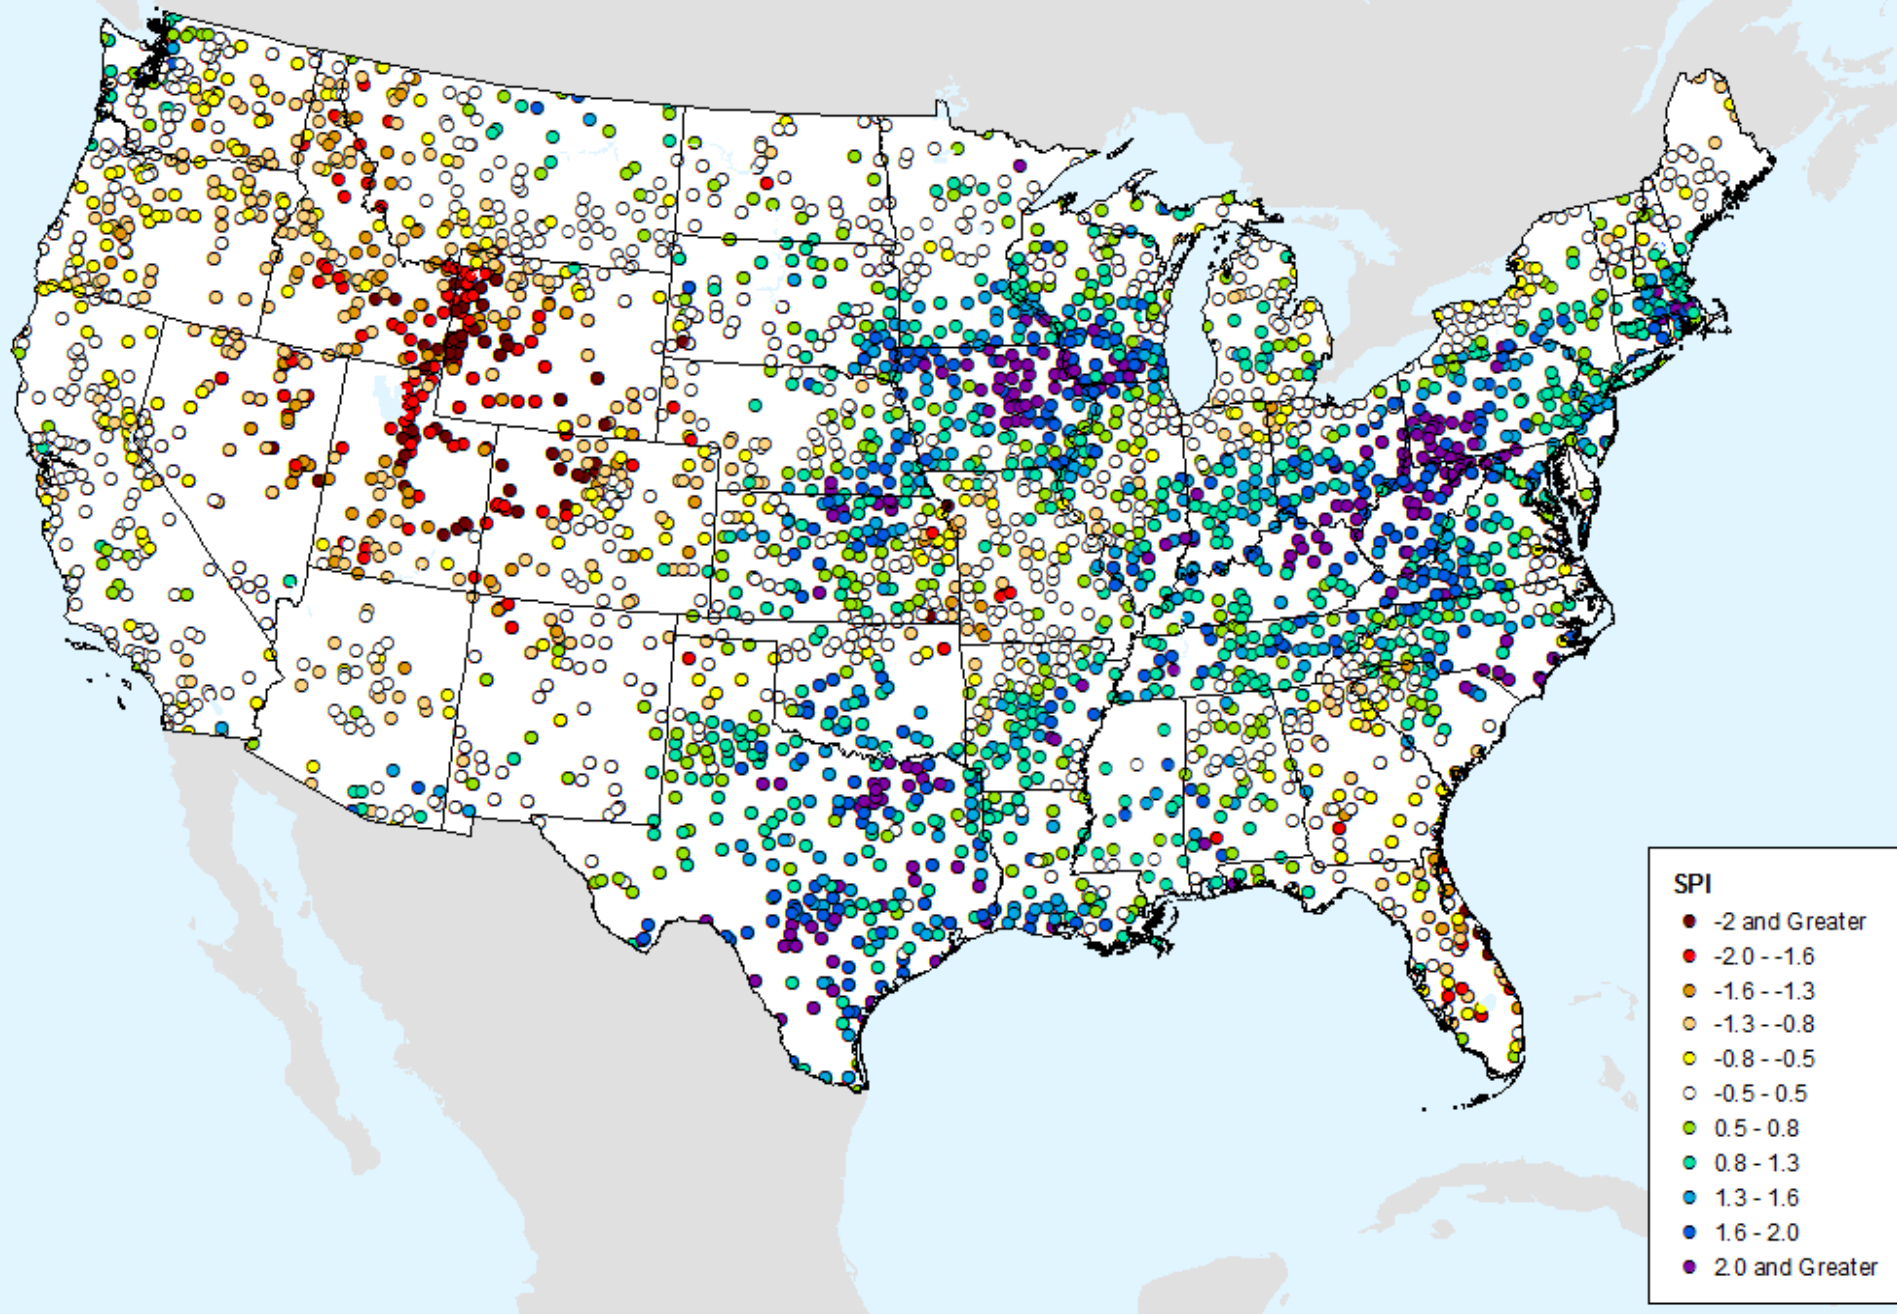 SPI
-2 and Greater
-2.0 - -1.6
-1.6 - -1.3
-1.3 - -0.8
-0.8 - -0.5
-0.5 - 0.5
0.5 - 0.8
0.8 - 1.3
1.3 - 1.6
1.6 - 2.0
2.0 and Greater